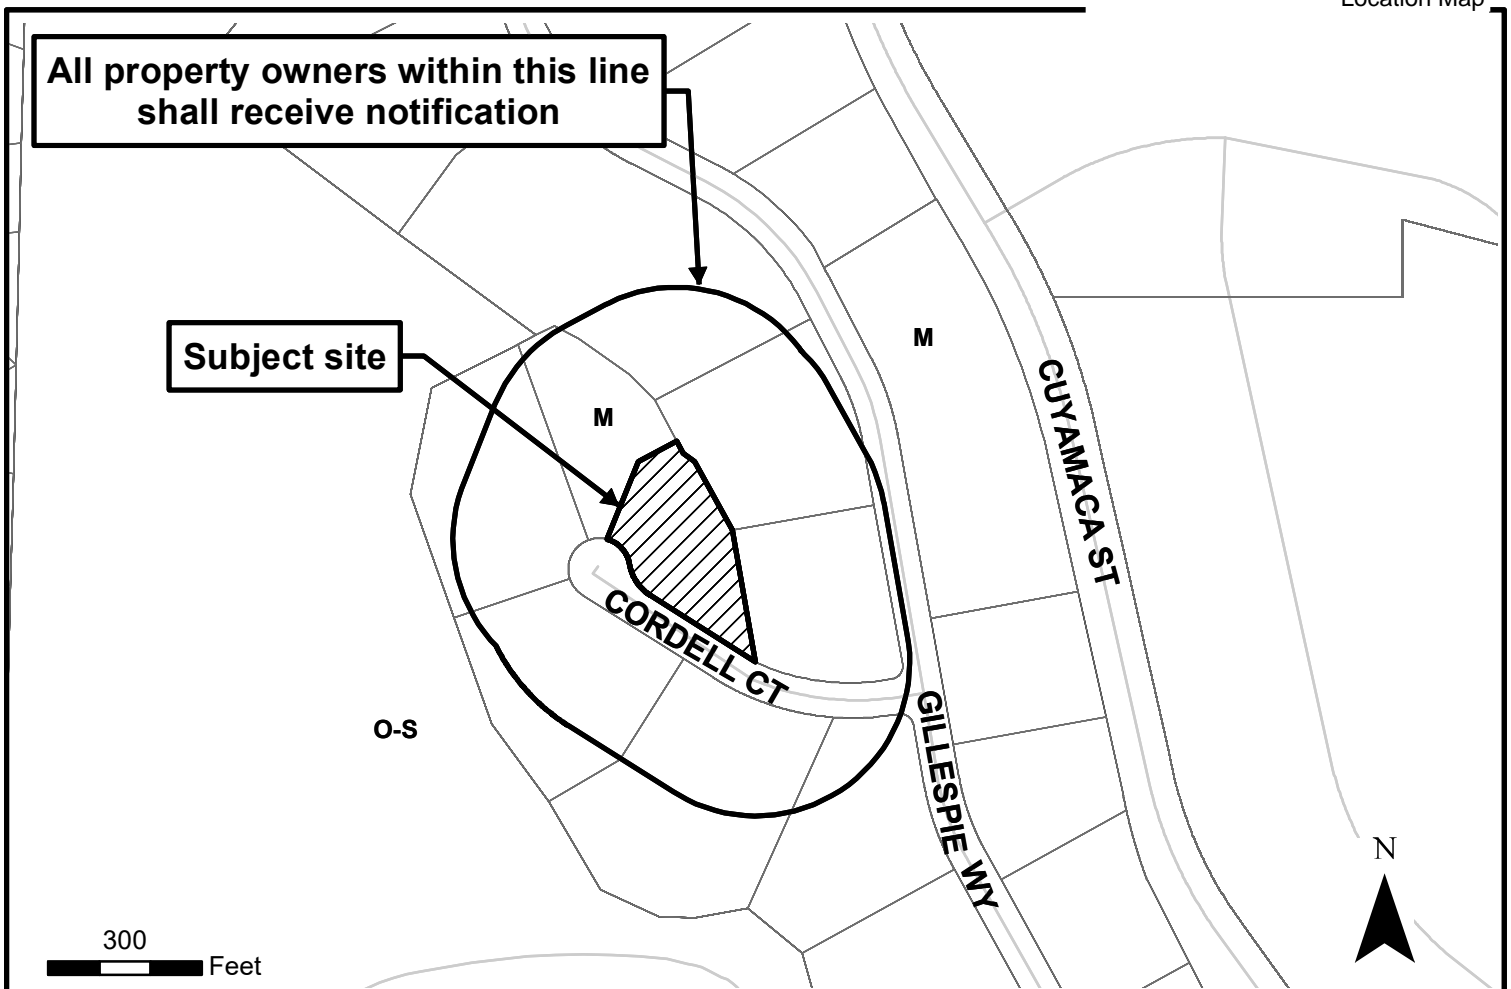 Location Map
All property owners within this line
shall receive notification
Subject site
M
M
CUYAMACA ST
CORDELL CT
GILLESPIE WY
O-S
N
300
Feet